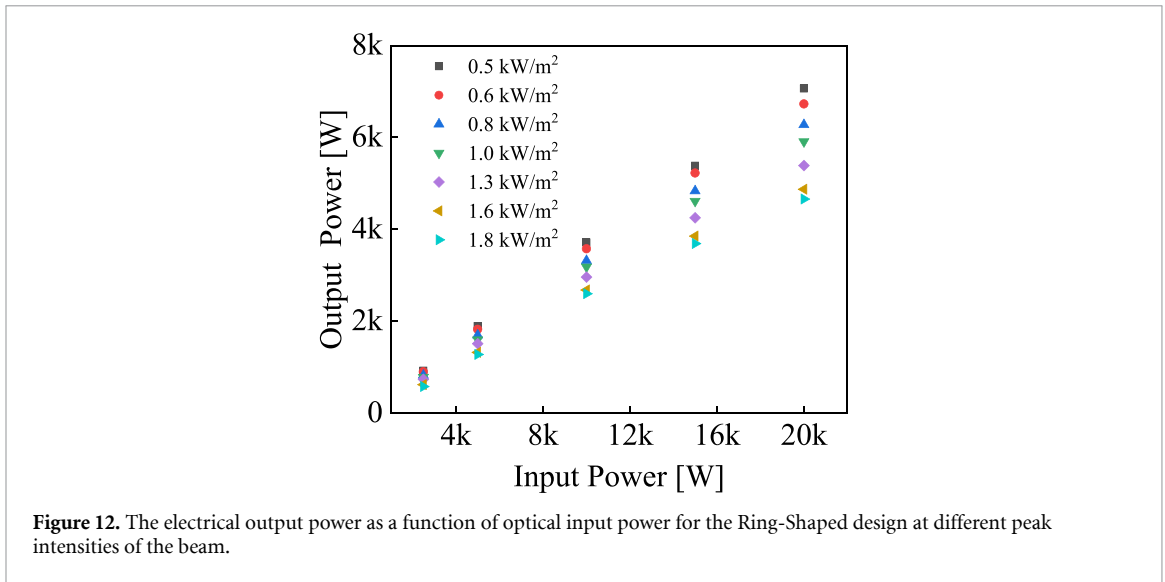 8k
6k
4k
2k
0
Output Power [W]
0.5 kW/m²
0.6 kW/m²
0.8 kW/m²
1.0 kW/m²
1.3 kW/m²
1.6 kW/m²
1.8 kW/m²
4k 8k 12k 16k 20k
Input Power [W]
Figure 12. The electrical output power as a function of optical input power for the Ring-Shaped design at different peak
intensities of the beam.